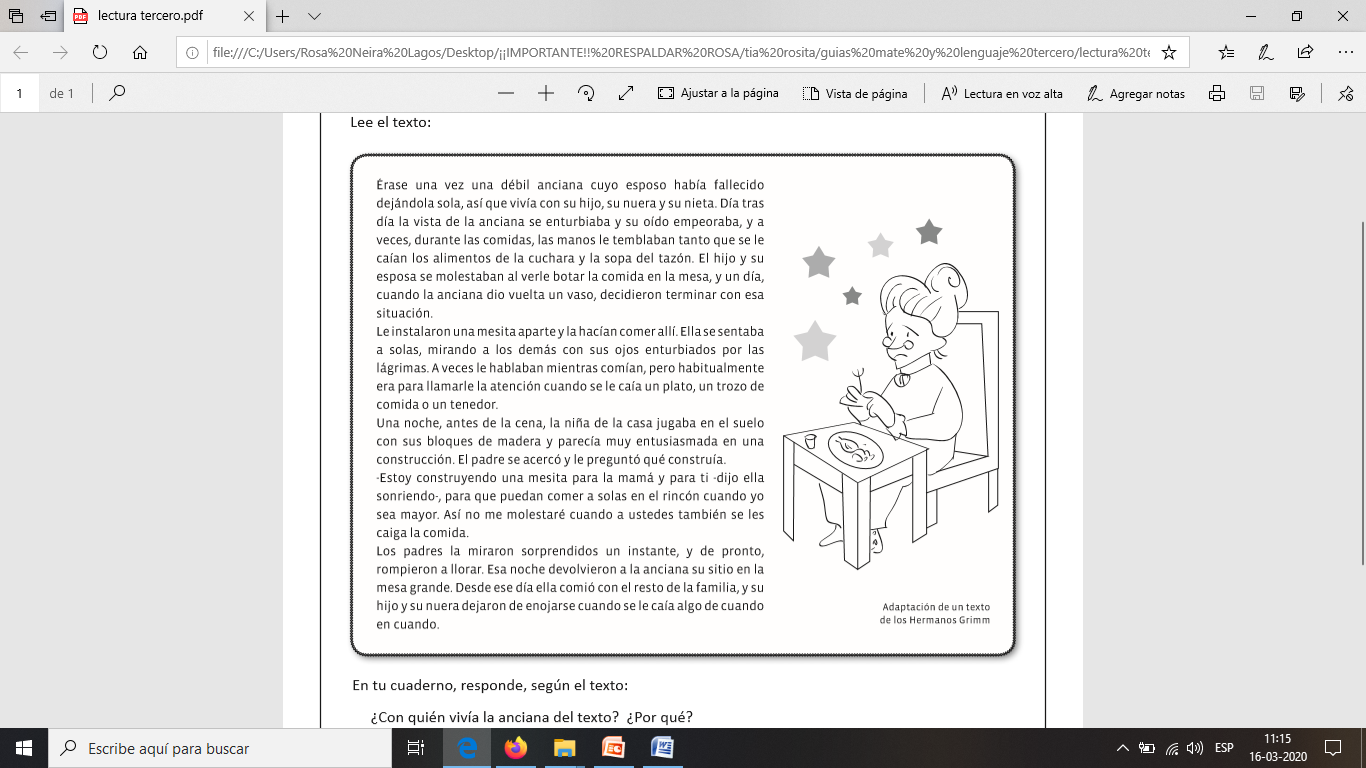 lectura tercero.pdf
file:///C:/Users/Rosa%20Neira%20Lagos/Desktop/¡¡IMPORTANTE!!%20RESPALDAR%20ROSA/tia%20rosita/guias%20mate%20y%20lenguaje%20tercero/lectura%20te
1 de 1
Ajustar a la página
Vista de página
Lectura en voz alta
Agregar notas
Lee el texto:
Érase una vez una débil anciana cuyo esposo había fallecido
dejándola sola, así que vivía con su hijo, su nuera y su nieta. Día tras
día la vista de la anciana se enturbiaba y su oído empeoraba, y a
veces, durante las comidas, las manos le temblaban tanto que se le
caían los alimentos de la cuchara y la sopa del tazón. El hijo y su
esposa se molestaban al verle botar la comida en la mesa, y un día,
cuando la anciana dio vuelta un vaso, decidieron terminar con esa
situación.
Le instalaron una mesita aparte y la hacían comer allí. Ella se sentaba
a solas, mirando a los demás con sus ojos enturbiados por las
lágrimas. A veces le hablaban mientras comían, pero habitualmente
era para llamarle la atención cuando se le caía un plato, un trozo de
comida o un tenedor.
Una noche, antes de la cena, la niña de la casa jugaba en el suelo
con sus bloques de madera y parecía muy entusiasmada en una
construcción. El padre se acercó y le preguntó qué construía.
-Estoy construyendo una mesita para la mamá y para ti -dijo ella
sonriendo-, para que puedan comer a solas en el rincón cuando yo
sea mayor. Así no me molestaré cuando a ustedes también se les
caiga la comida.
Los padres la miraron sorprendidos un instante, y de pronto,
rompieron a llorar. Esa noche devolvieron a la anciana su sitio en la
mesa grande. Desde ese día ella comió con el resto de la familia, y su
hijo y su nuera dejaron de enojarse cuando se le caía algo de cuando
en cuando.
Adaptación de un texto
de los Hermanos Grimm
En tu cuaderno, responde, según el texto:
¿Con quién vivía la anciana del texto? ¿Por qué?
Escribe aquí para buscar
ESP
11:15
16-03-2020